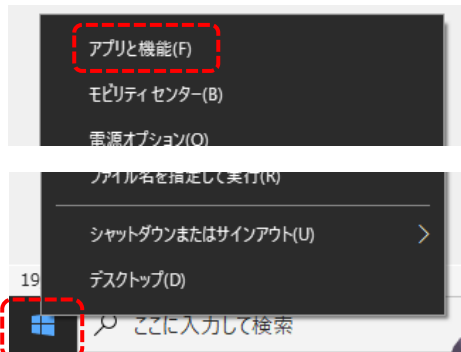 アプリと機能(F)
モビリティ センター(B)
電源オプション(O)
ファイル名を指定して実行(R)
シャットダウンまたはサインアウト(U)
デスクトップ(D)
19
ここに入力して検索